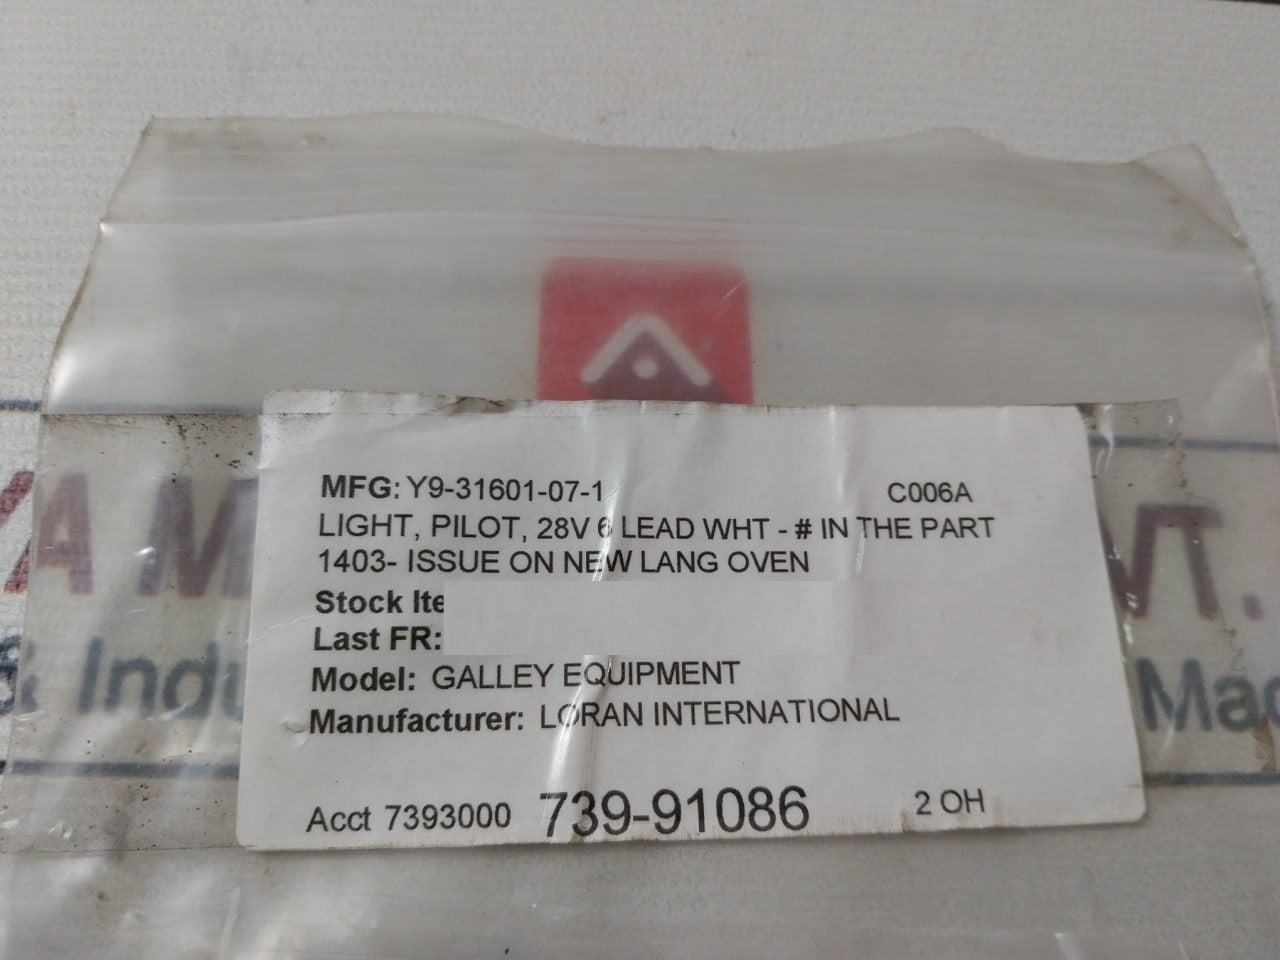 MFG: Y9-31601-07-1 C006A
LIGHT, PILOT, 28V 6 LEAD WHT - # IN THE PART
1403- ISSUE ON NEW LANG OVEN
Stock Ite
Last FR:
Model: GALLEY EQUIPMENT
Manufacturer: LORAN INTERNATIONAL
Acct 7393000 739-91086 2 OH